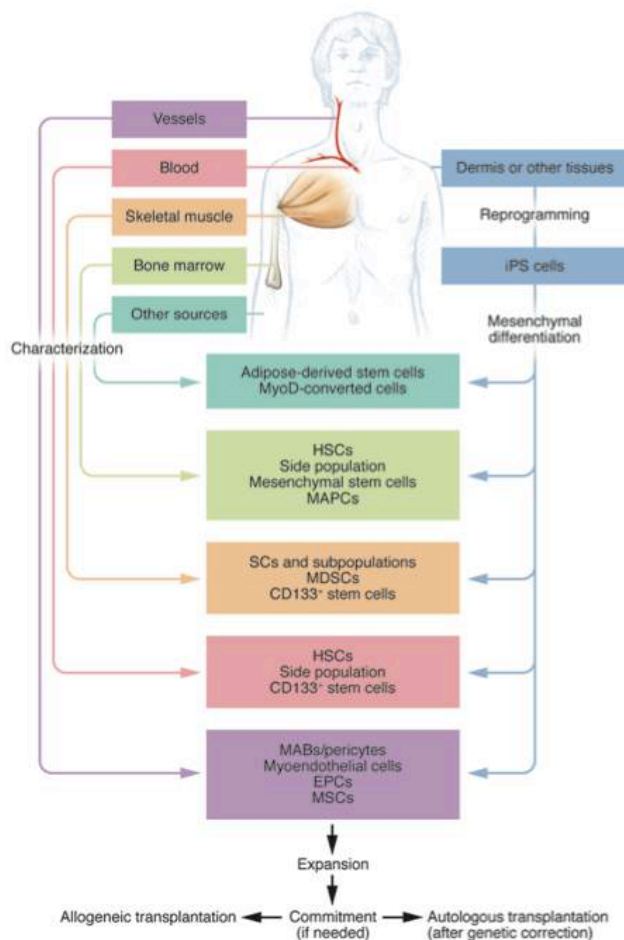 Vessels
Blood
Dermis or other tissues
Skeletal muscle
Reprogramming
Bone marrow
iPS cells
Other sources
Characterization
Mesenchymal
differentiation
Adipose-derived stem cells
MyoD-converted cells
HSCs
Side population
Mesenchymal stem cells
MAPCs
SCs and subpopulations
MDSCs
CD133+ stem cells
HSCs
Side population
CD133+ stem cells
MABs/pericytes
Myoendothelial cells
EPCs
MSCs
Expansion
Allogeneic transplantation
Commitment
(if needed)
Autologous transplantation
(after genetic correction)